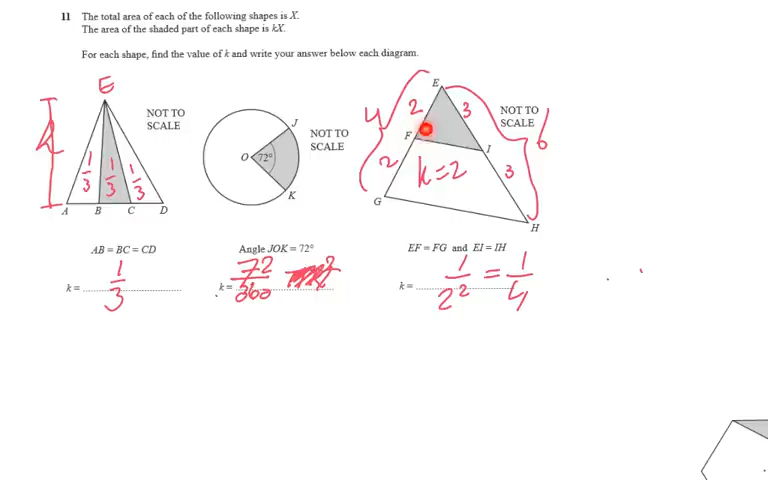 11 The total area of each of the following shapes is X.
The area of the shaded part of each shape is kX.
For each shape, find the value of k and write your answer below each diagram.
E
NOT TO
SCALE
h
1/3 1/3 1/3
A B C D
AB = BC = CD
k = 1/3
J
NOT TO
SCALE
O 72°
K
Angle JOK = 72°
k = 72/360
E
4 2 3 NOT TO
SCALE
F I 6
2 k=2 3
G
H
EF = FG and EI = IH
k = 1/2² = 1/4